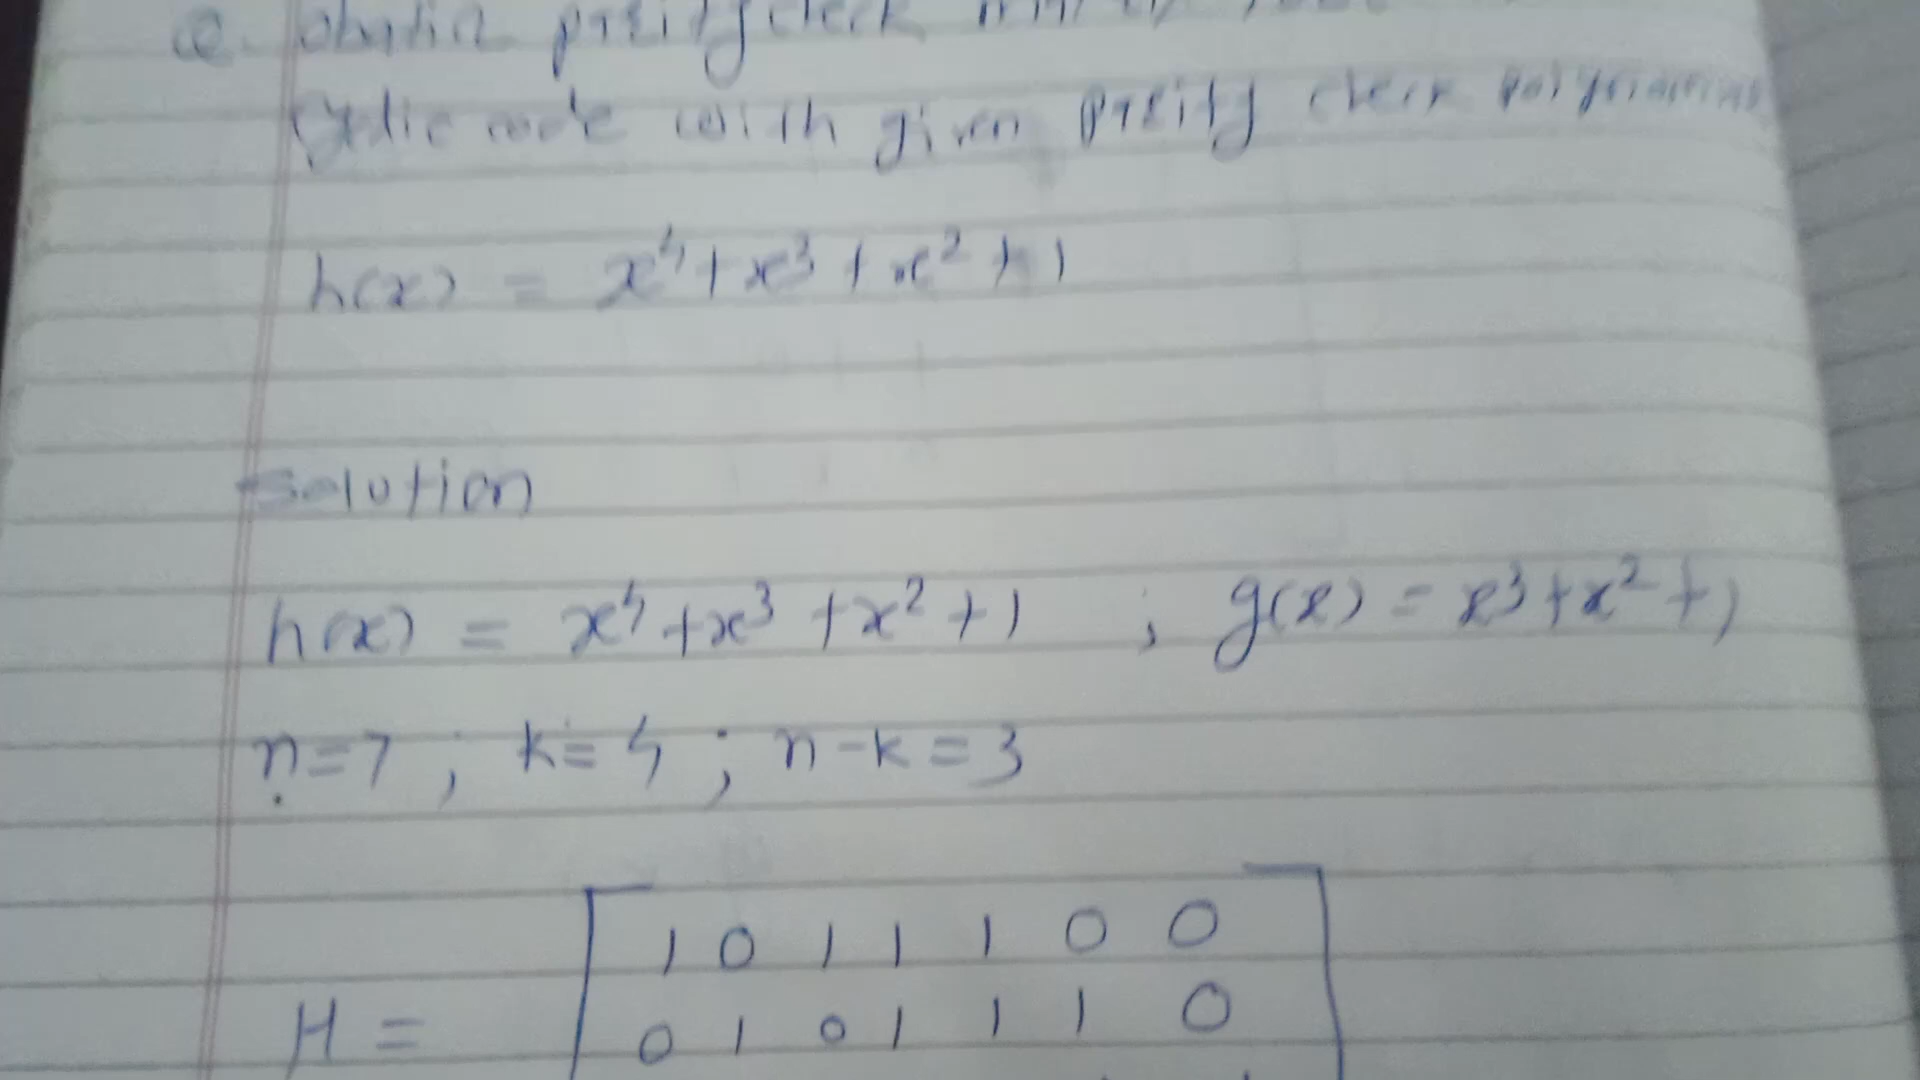 Q. obtain parity check
cyclic code with given parity check polynomial
h(x) = x⁴ + x³ + x² + 1
solution
h(x) = x⁴ + x³ + x² + 1 ; g(x) = x³ + x² + 1
n = 7 ; k = 4 ; n - k = 3
1 0 1 1 1 0 0
H = 0 1 0 1 1 1 0